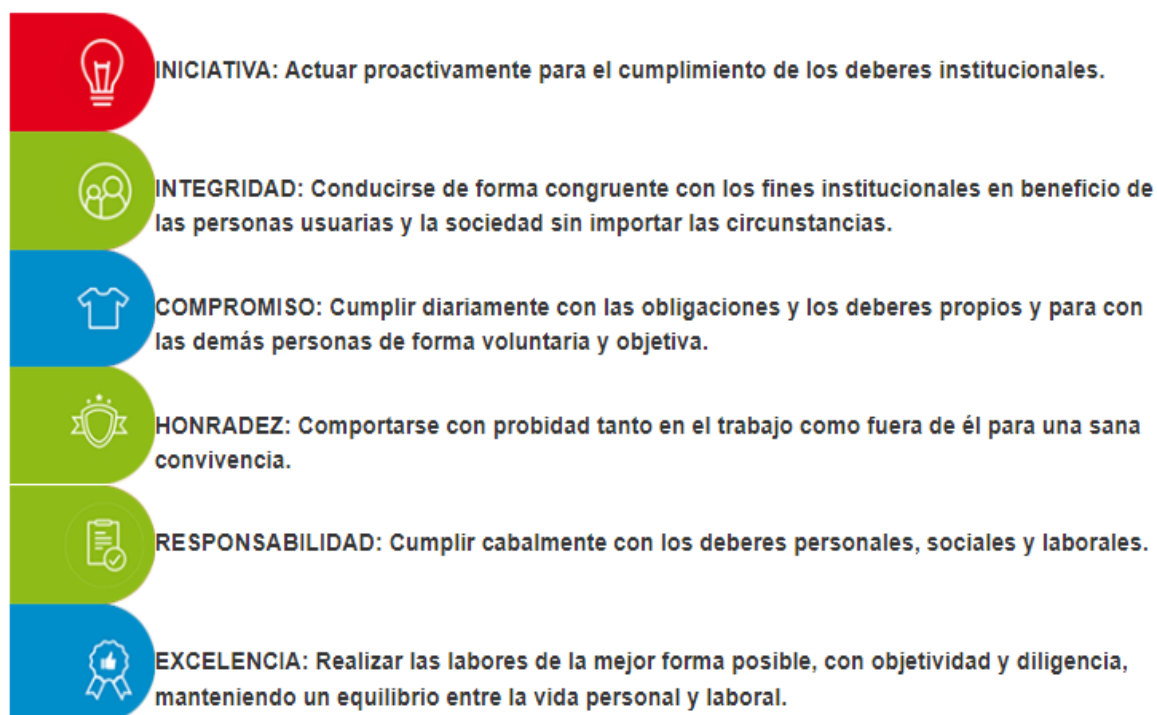 INICIATIVA: Actuar proactivamente para el cumplimiento de los deberes institucionales.
INTEGRIDAD: Conducirse de forma congruente con los fines institucionales en beneficio de
las personas usuarias y la sociedad sin importar las circunstancias.
COMPROMISO: Cumplir diariamente con las obligaciones y los deberes propios y para con
las demás personas de forma voluntaria y objetiva.
HONRADEZ: Comportarse con probidad tanto en el trabajo como fuera de él para una sana
convivencia.
RESPONSABILIDAD: Cumplir cabalmente con los deberes personales, sociales y laborales.
EXCELENCIA: Realizar las labores de la mejor forma posible, con objetividad y diligencia,
manteniendo un equilibrio entre la vida personal y laboral.